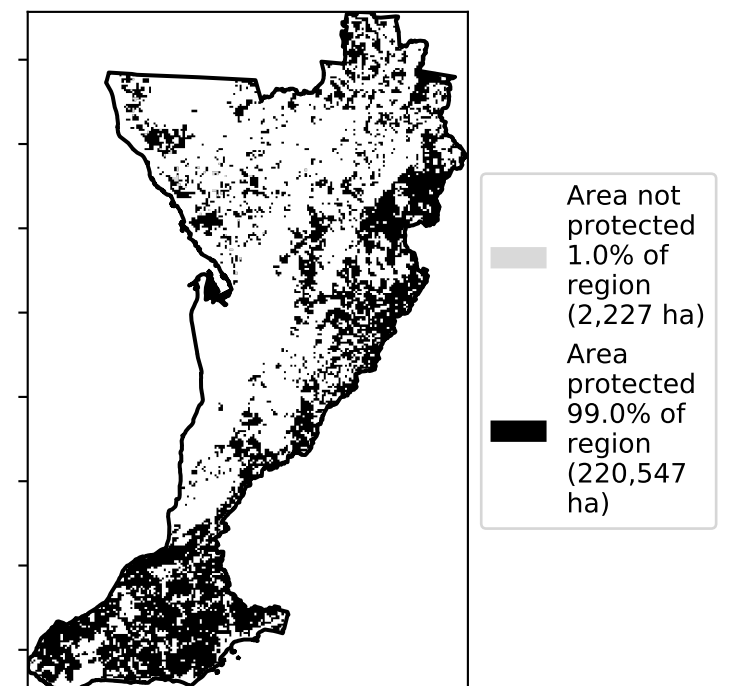 Area not
protected
1.0% of
region
(2,227 ha)
Area
protected
99.0% of
region
(220,547
ha)